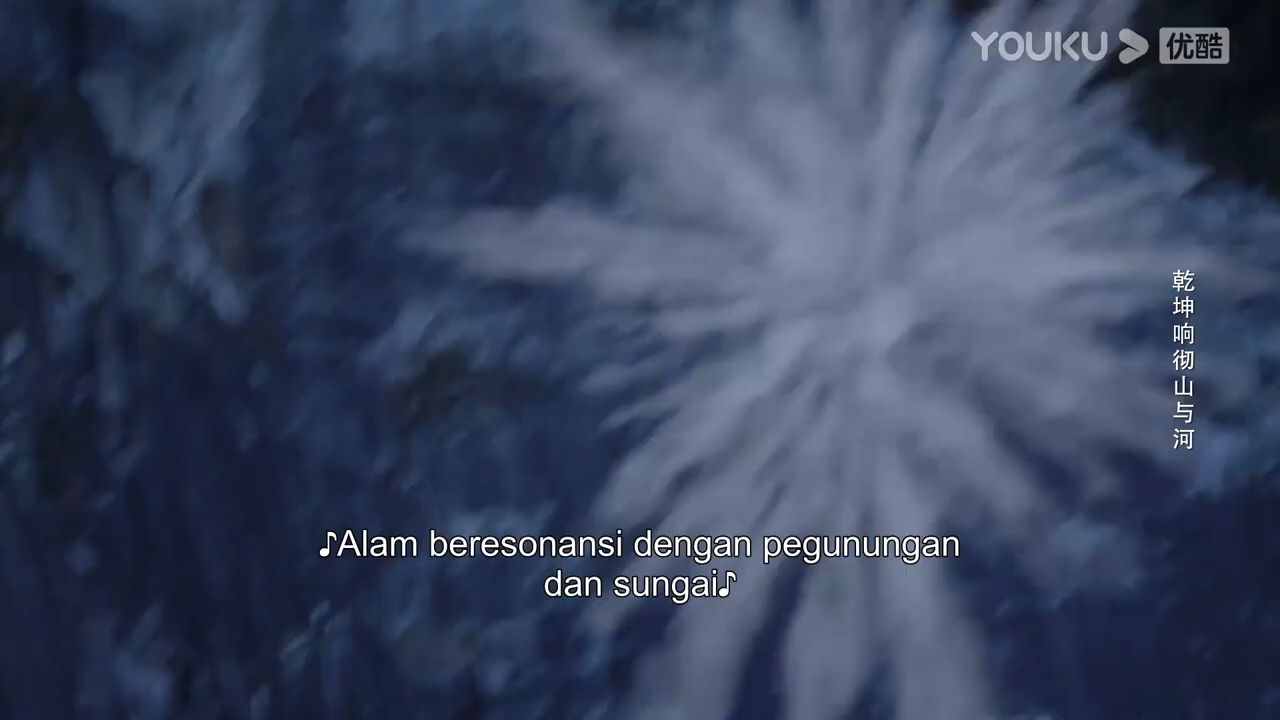 YOUKU 优酷
乾坤响彻山与河
♪Alam beresonansi dengan pegunungan
dan sungai♪